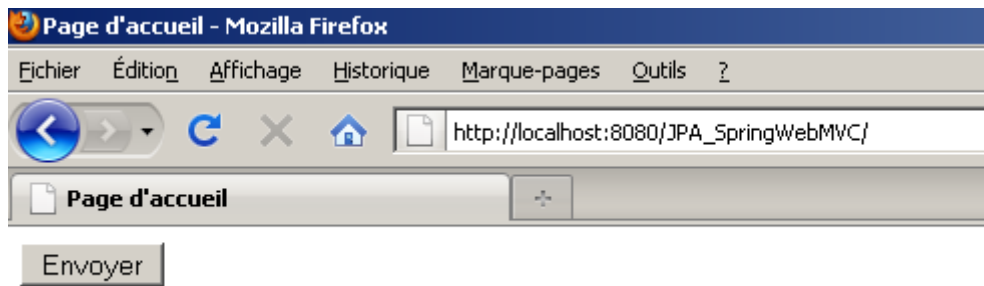 Page d'accueil - Mozilla Firefox
Fichier Édition Affichage Historique Marque-pages Outils ?
http://localhost:8080/JPA_SpringWebMVC/
Page d'accueil
Envoyer